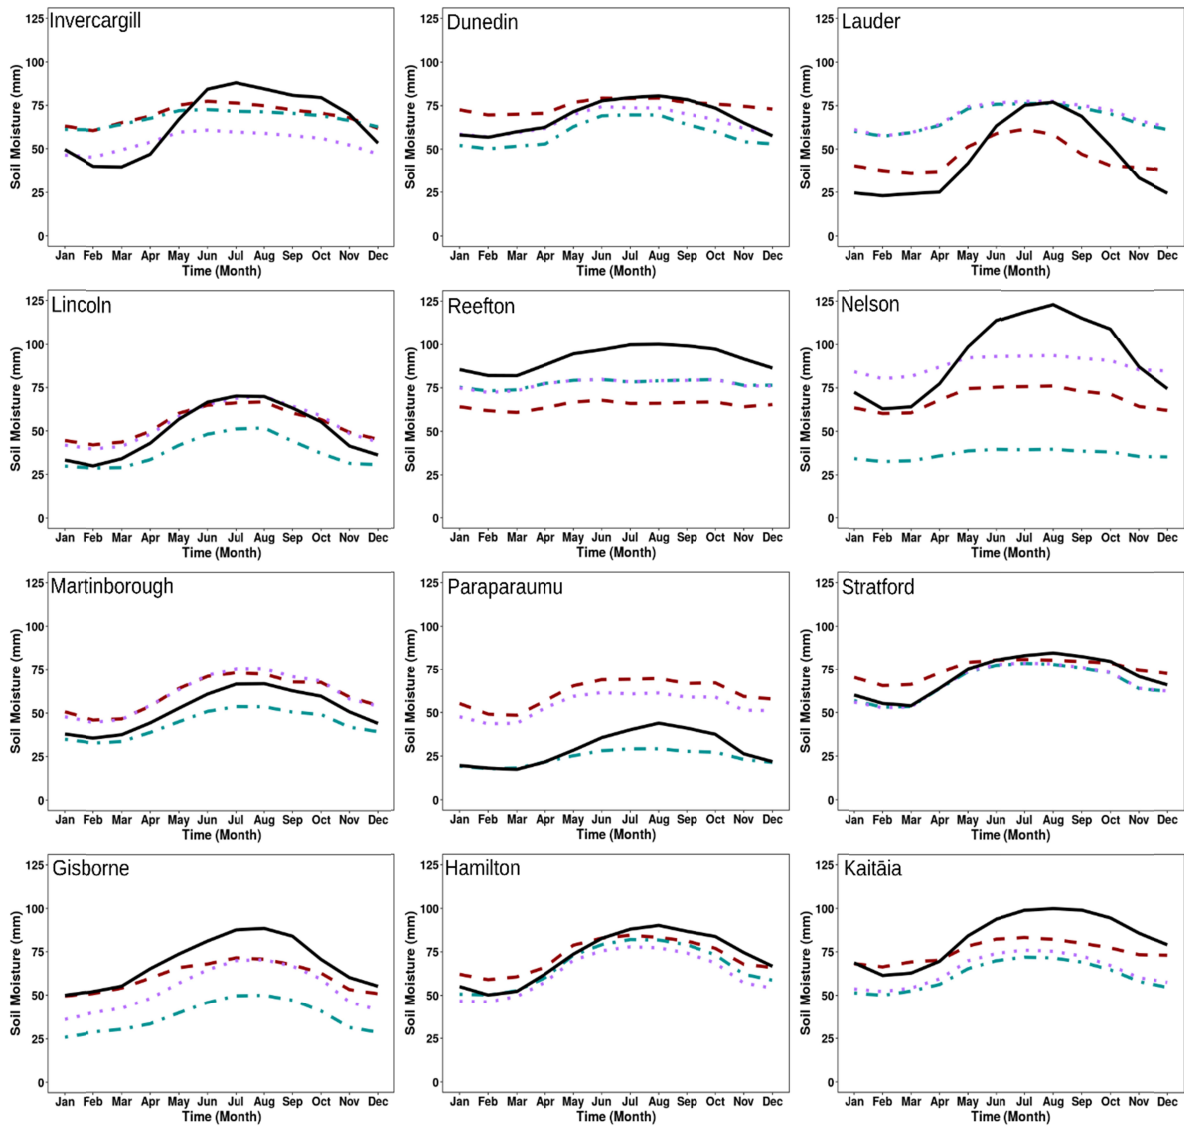 Invercargill
Soil Moisture (mm)
125
100
75
50
25
0
Jan Feb Mar Apr May Jun Jul Aug Sep Oct Nov Dec
Time (Month)
Dunedin
Soil Moisture (mm)
125
100
75
50
25
0
Jan Feb Mar Apr May Jun Jul Aug Sep Oct Nov Dec
Time (Month)
Lauder
Soil Moisture (mm)
125
100
75
50
25
0
Jan Feb Mar Apr May Jun Jul Aug Sep Oct Nov Dec
Time (Month)
Lincoln
Soil Moisture (mm)
125
100
75
50
25
0
Jan Feb Mar Apr May Jun Jul Aug Sep Oct Nov Dec
Time (Month)
Reefton
Soil Moisture (mm)
125
100
75
50
25
0
Jan Feb Mar Apr May Jun Jul Aug Sep Oct Nov Dec
Time (Month)
Nelson
Soil Moisture (mm)
125
100
75
50
25
0
Jan Feb Mar Apr May Jun Jul Aug Sep Oct Nov Dec
Time (Month)
Martinborough
Soil Moisture (mm)
125
100
75
50
25
0
Jan Feb Mar Apr May Jun Jul Aug Sep Oct Nov Dec
Time (Month)
Paraparaumu
Soil Moisture (mm)
125
100
75
50
25
0
Jan Feb Mar Apr May Jun Jul Aug Sep Oct Nov Dec
Time (Month)
Stratford
Soil Moisture (mm)
125
100
75
50
25
0
Jan Feb Mar Apr May Jun Jul Aug Sep Oct Nov Dec
Time (Month)
Gisborne
Soil Moisture (mm)
125
100
75
50
25
0
Jan Feb Mar Apr May Jun Jul Aug Sep Oct Nov Dec
Time (Month)
Hamilton
Soil Moisture (mm)
125
100
75
50
25
0
Jan Feb Mar Apr May Jun Jul Aug Sep Oct Nov Dec
Time (Month)
Kaitāia
Soil Moisture (mm)
125
100
75
50
25
0
Jan Feb Mar Apr May Jun Jul Aug Sep Oct Nov Dec
Time (Month)